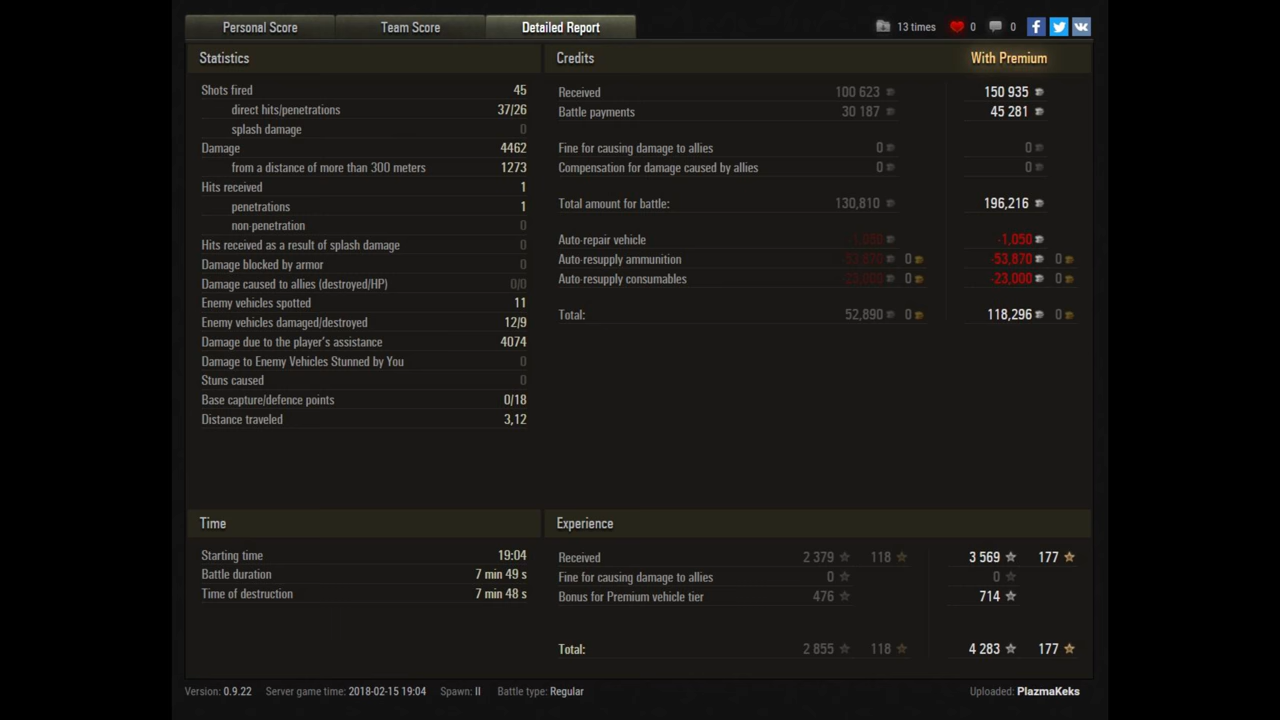 Personal Score Team Score Detailed Report 13 times 0 0
Statistics
Shots fired 45
direct hits/penetrations 37/26
splash damage 0
Damage 4462
from a distance of more than 300 meters 1273
Hits received 1
penetrations 1
non-penetration 0
Hits received as a result of splash damage 0
Damage blocked by armor 0
Damage caused to allies (destroyed/HP) 0/0
Enemy vehicles spotted 11
Enemy vehicles damaged/destroyed 12/9
Damage due to the player's assistance 4074
Damage to Enemy Vehicles Stunned by You 0
Stuns caused 0
Base capture/defence points 0/18
Distance traveled 3,12
Credits With Premium
Received 100 623 150 935
Battle payments 30 187 45 281
Fine for causing damage to allies 0 0
Compensation for damage caused by allies 0 0
Total amount for battle: 130,810 196,216
Auto-repair vehicle -1,050 -1,050
Auto-resupply ammunition -53,870 0 -53,870 0
Auto-resupply consumables -23,000 0 -23,000 0
Total: 52,890 0 118,296 0
Time
Starting time 19:04
Battle duration 7 min 49 s
Time of destruction 7 min 48 s
Experience
Received 2 379 118 3 569 177
Fine for causing damage to allies 0 0
Bonus for Premium vehicle tier 476 714
Total: 2 855 118 4 283 177
Version: 0.9.22 Server game time: 2018-02-15 19:04 Spawn: II Battle type: Regular Uploaded: PlazmaKeks